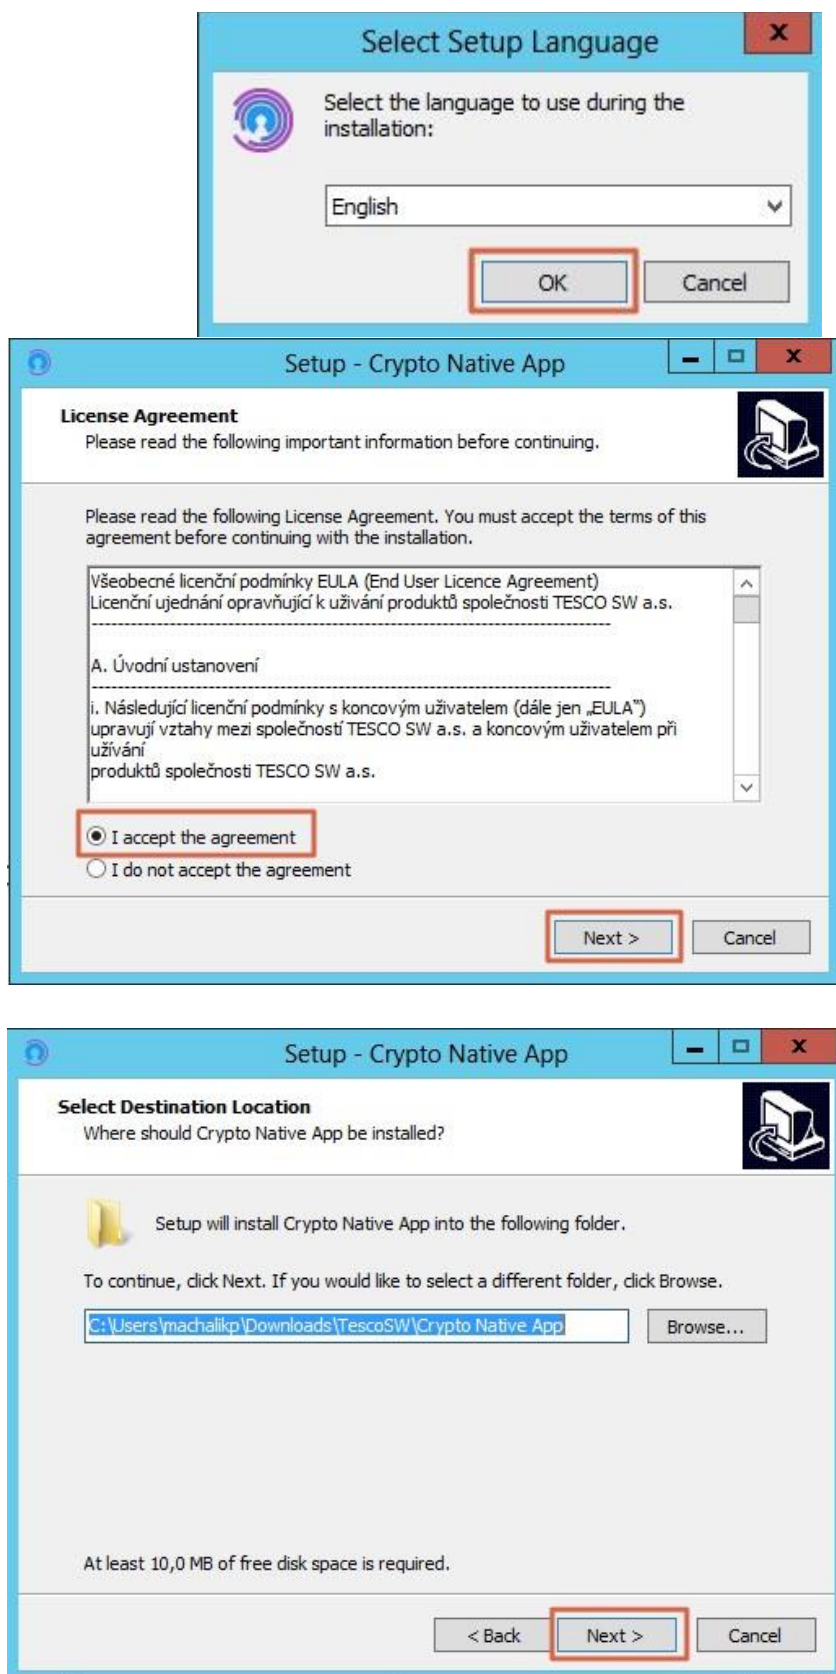 Select Setup Language
Select the language to use during the
installation:
English
OK
Cancel
Setup - Crypto Native App
License Agreement
Please read the following important information before continuing.
Please read the following License Agreement. You must accept the terms of this
agreement before continuing with the installation.
Všeobecné licenční podmínky EULA (End User Licence Agreement)
Licenční ujednání opravňující k užívání produktů společnosti TESCO SW a.s.
--------------------------------------------------------------------------------
A. Úvodní ustanovení
--------------------------------------------------------------------------------
i. Následující licenční podmínky s koncovým uživatelem (dále jen „EULA“)
upravují vztahy mezi společností TESCO SW a.s. a koncovým uživatelem při
užívání
produktů společnosti TESCO SW a.s.
I accept the agreement
I do not accept the agreement
Next >
Cancel
Setup - Crypto Native App
Select Destination Location
Where should Crypto Native App be installed?
Setup will install Crypto Native App into the following folder.
To continue, click Next. If you would like to select a different folder, click Browse.
C:\Users\machalikp\Downloads\TescoSW\Crypto Native App
Browse...
At least 10,0 MB of free disk space is required.
< Back
Next >
Cancel